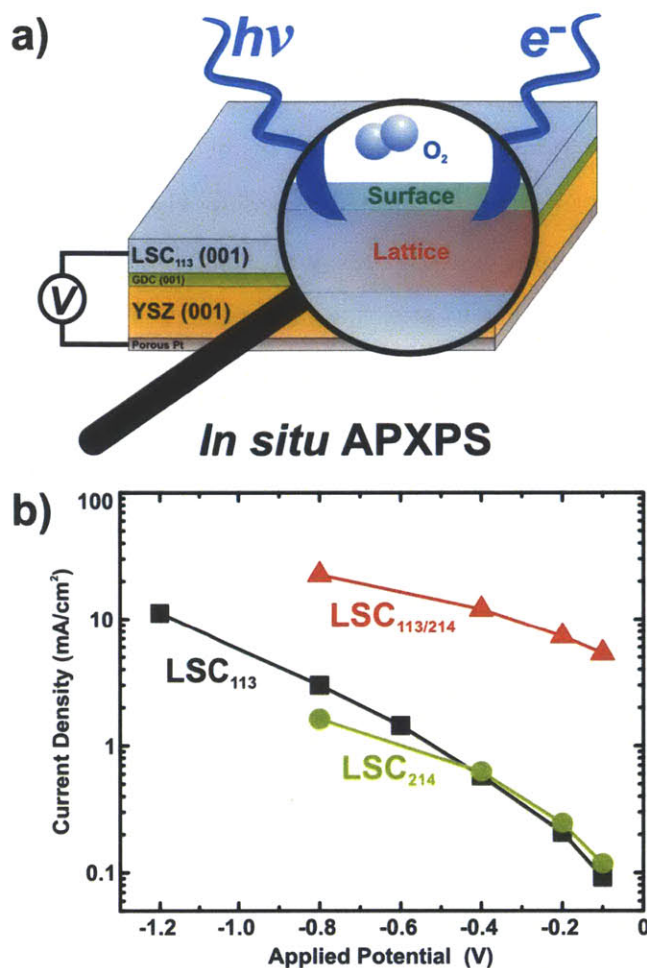 a)
hν
e⁻
O₂
Surface
Lattice
LSC₁₁₃ (001)
GDC (001)
YSZ (001)
Porous Pt
V
In situ APXPS
b)
100
10
1
0.1
Current Density (mA/cm²)
LSC₁₁₃/₂₁₄
LSC₁₁₃
LSC₂₁₄
-1.2 -1.0 -0.8 -0.6 -0.4 -0.2 0
Applied Potential (V)